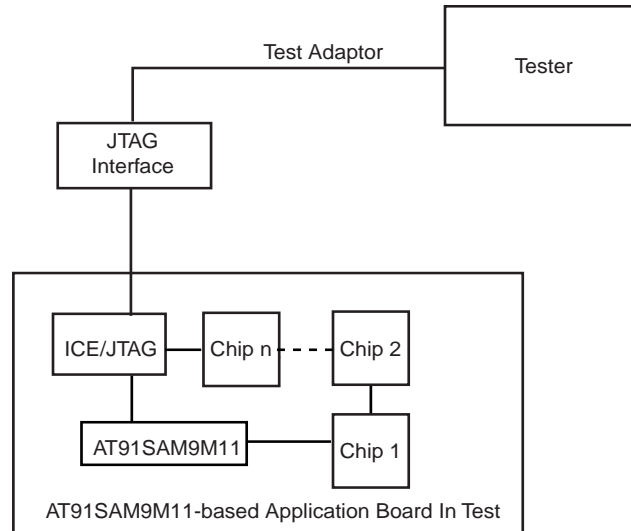 Test Adaptor
Tester
JTAG
Interface
ICE/JTAG
Chip n
Chip 2
AT91SAM9M11
Chip 1
AT91SAM9M11-based Application Board In Test